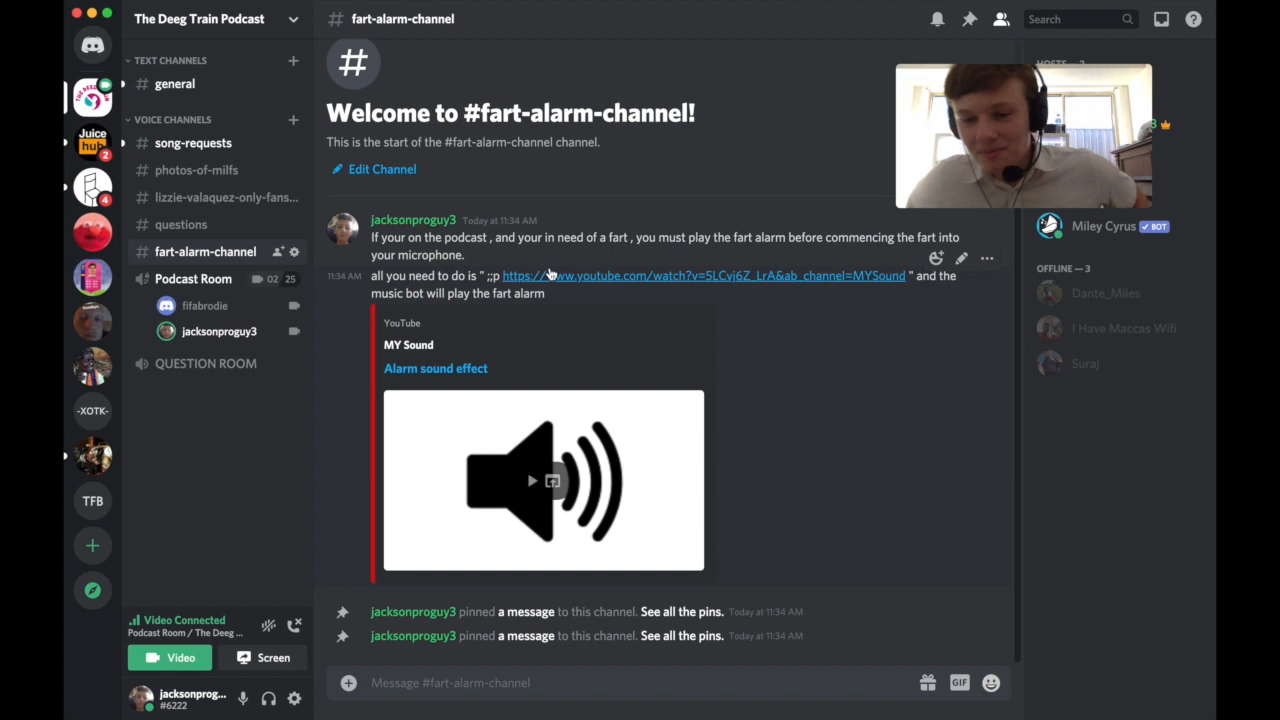 The Deeg Train Podcast
TEXT CHANNELS
general
VOICE CHANNELS
song-requests
photos-of-milfs
lizzie-valaquez-only-fans...
questions
fart-alarm-channel
Podcast Room 02 25
fifabrodie
jacksonproguy3
QUESTION ROOM
Juice hub
2
4
-XOTK-
TFB
Video Connected
Podcast Room / The Deeg ...
Video
Screen
jacksonprog...
#6222
# fart-alarm-channel
Search
#
Welcome to #fart-alarm-channel!
This is the start of the #fart-alarm-channel channel.
Edit Channel
jacksonproguy3 Today at 11:34 AM
If your on the podcast , and your in need of a fart , you must play the fart alarm before commencing the fart into
your microphone.
11:34 AM all you need to do is " ;;p https://www.youtube.com/watch?v=5LCvj6Z_LrA&ab_channel=MYSound " and the
music bot will play the fart alarm
YouTube
MY Sound
Alarm sound effect
jacksonproguy3 pinned a message to this channel. See all the pins. Today at 11:34 AM
jacksonproguy3 pinned a message to this channel. See all the pins. Today at 11:34 AM
Message #fart-alarm-channel
GIF
3
Miley Cyrus BOT
OFFLINE — 3
Dante_Miles
I Have Maccas Wifi
Suraj